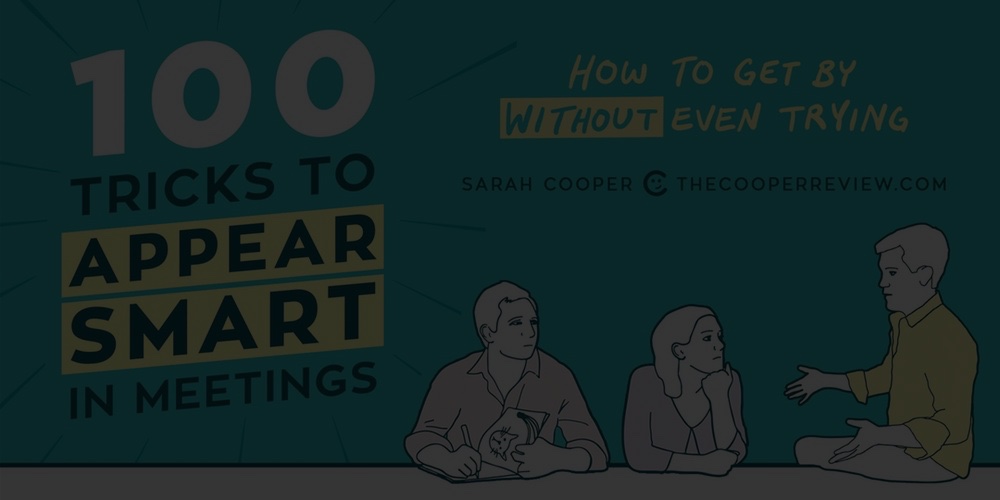 100
TRICKS TO
APPEAR
SMART
IN MEETINGS
HOW TO GET BY
WITHOUT EVEN TRYING
SARAH COOPER THECOOPERREVIEW.COM